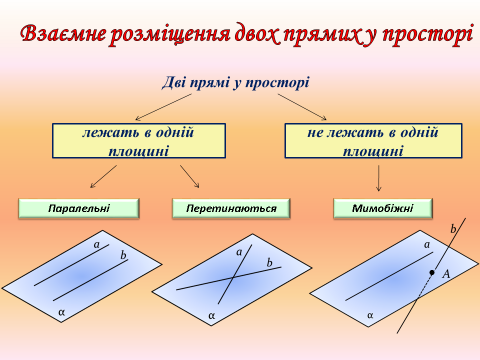 Взаємне розміщення двох прямих у просторі
Дві прямі у просторі
лежать в одній
площині
не лежать в одній
площині
Паралельні
Перетинаються
Мимобіжні
a
b
α
a
b
α
b
a
A
α